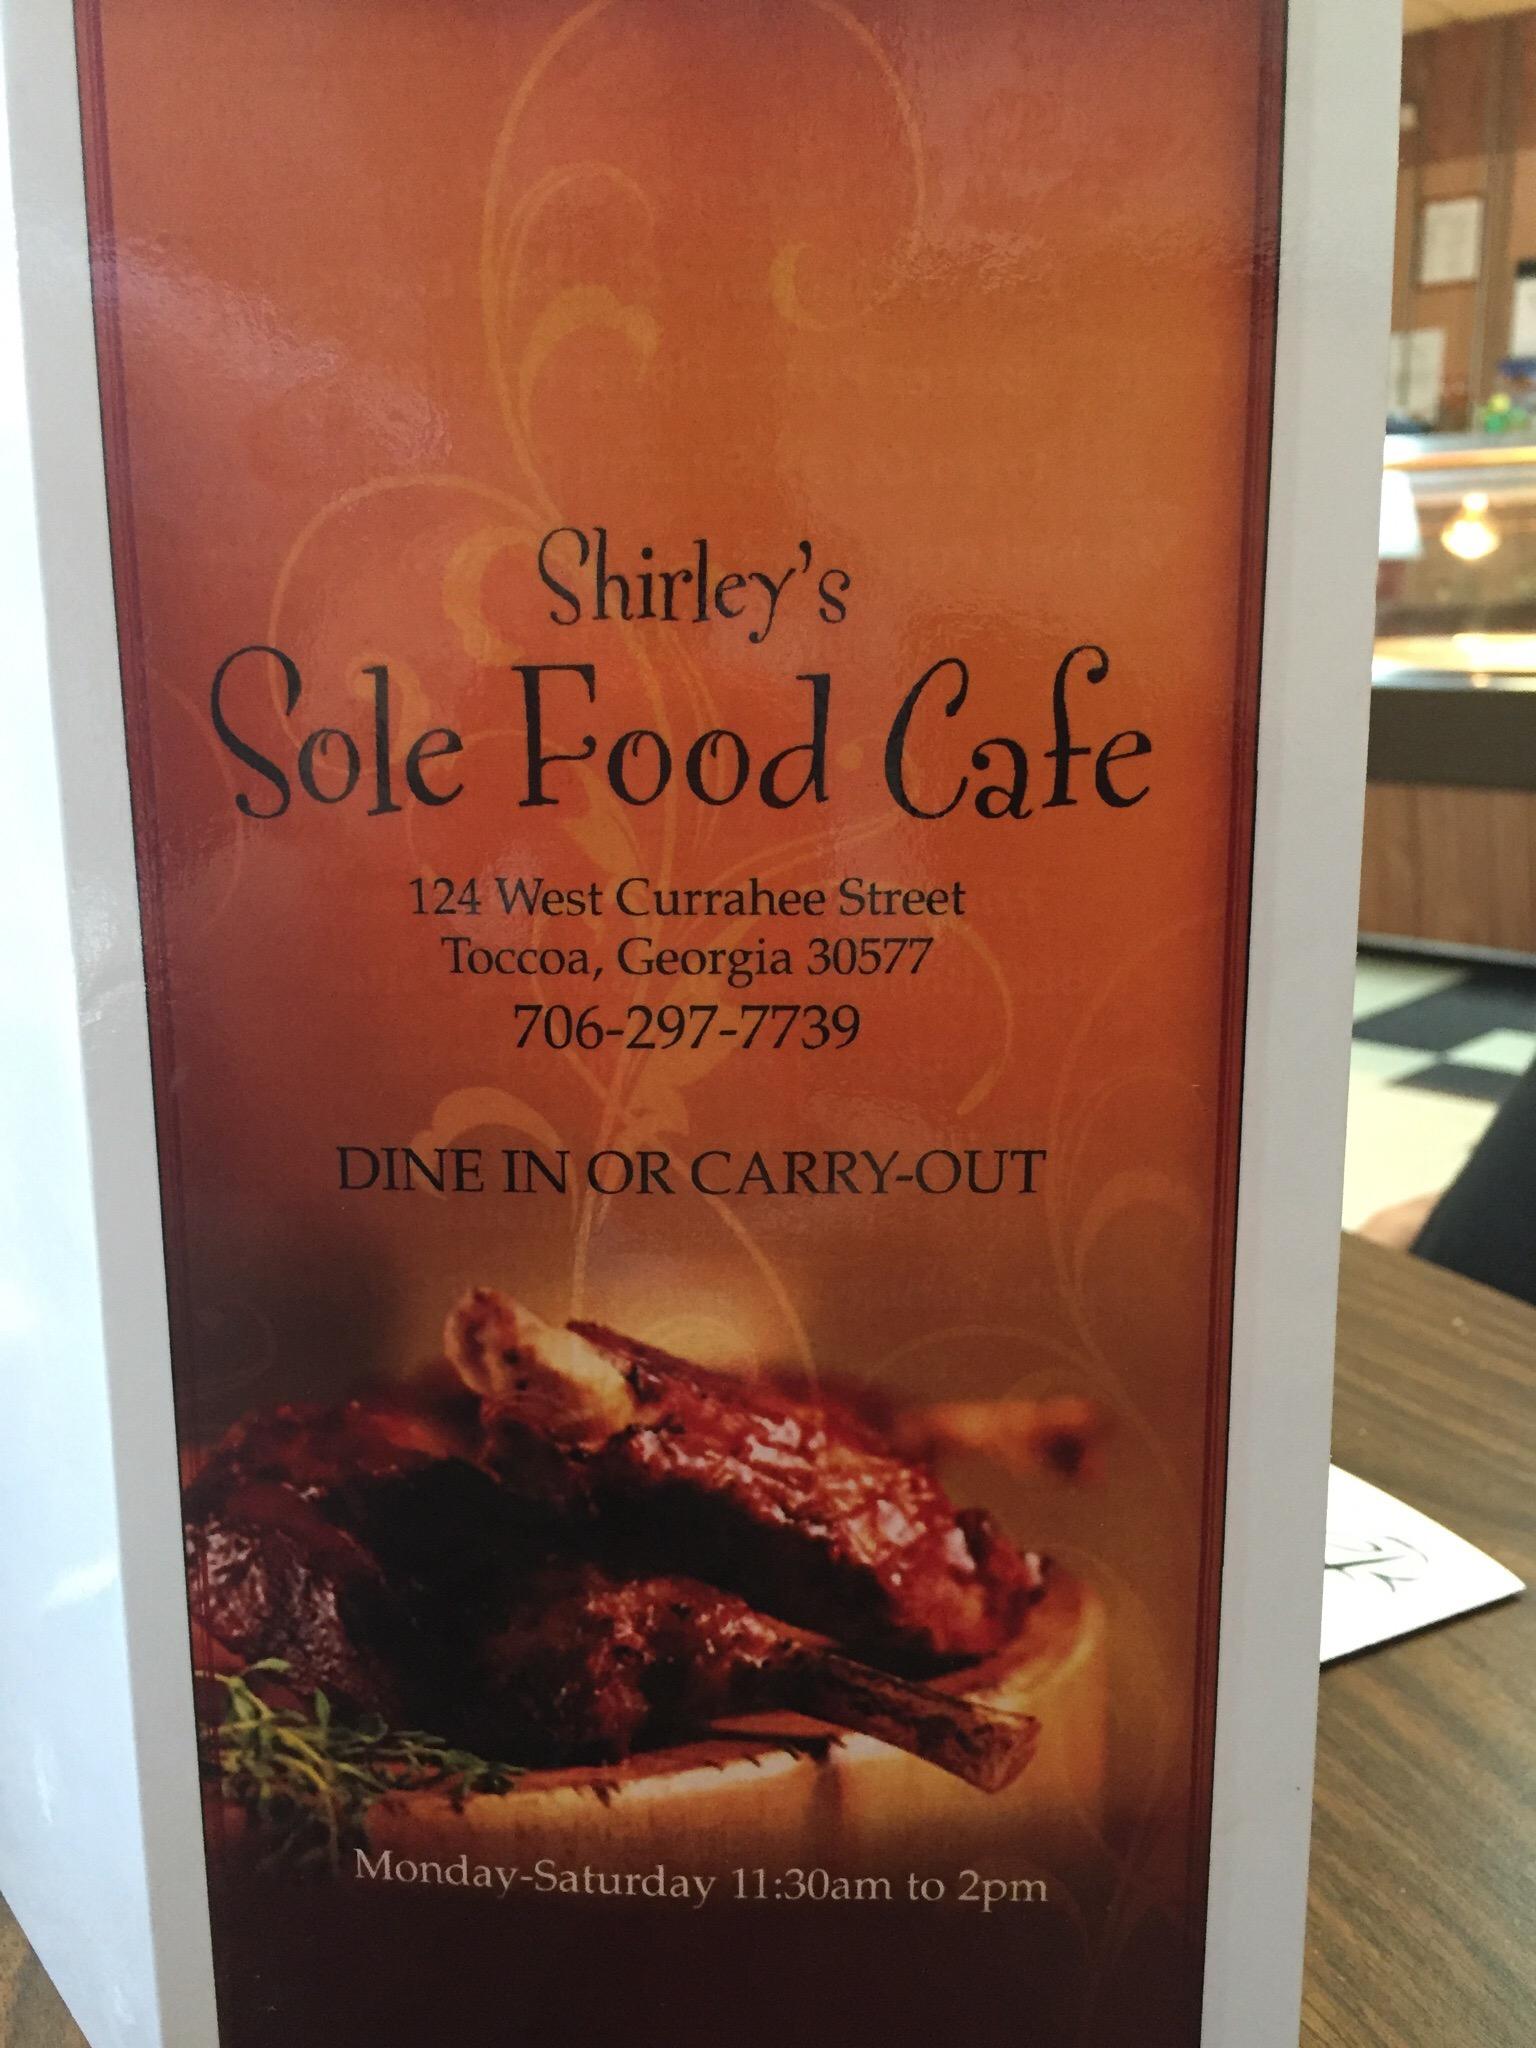 Shirley's
Sole Food Cafe
124 West Currahee Street
Toccoa, Georgia 30577
706-297-7739
DINE IN OR CARRY-OUT
Monday-Saturday 11:30am to 2pm